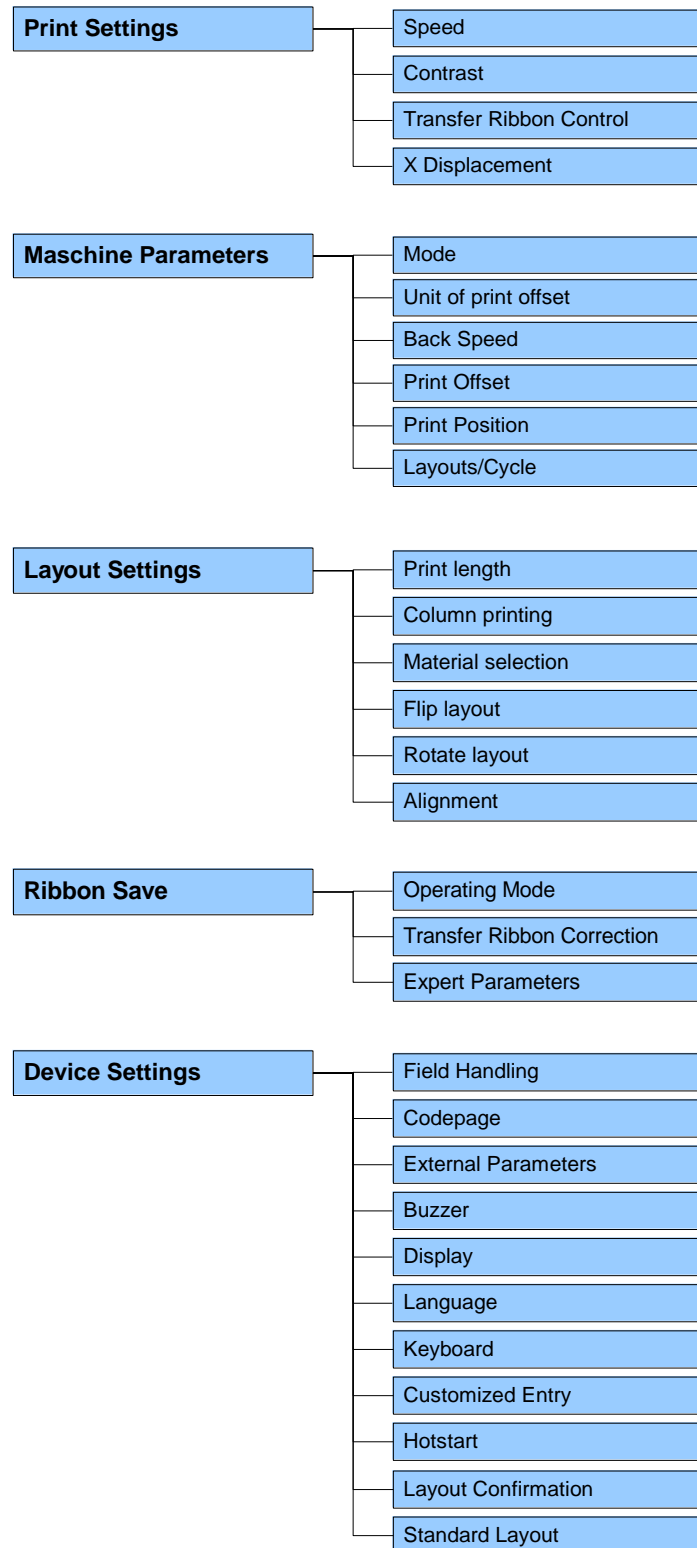 Print Settings
Speed
Contrast
Transfer Ribbon Control
X Displacement
Maschine Parameters
Mode
Unit of print offset
Back Speed
Print Offset
Print Position
Layouts/Cycle
Layout Settings
Print length
Column printing
Material selection
Flip layout
Rotate layout
Alignment
Ribbon Save
Operating Mode
Transfer Ribbon Correction
Expert Parameters
Device Settings
Field Handling
Codepage
External Parameters
Buzzer
Display
Language
Keyboard
Customized Entry
Hotstart
Layout Confirmation
Standard Layout